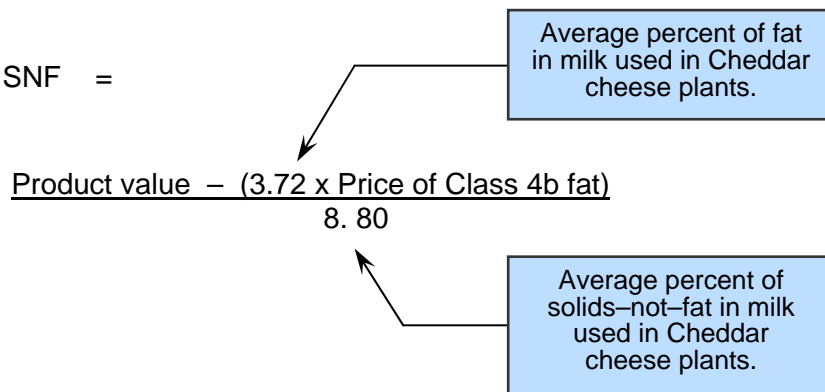 Average percent of fat
in milk used in Cheddar
cheese plants.
SNF =
Product value – (3.72 x Price of Class 4b fat)
8. 80
Average percent of
solids–not–fat in milk
used in Cheddar
cheese plants.